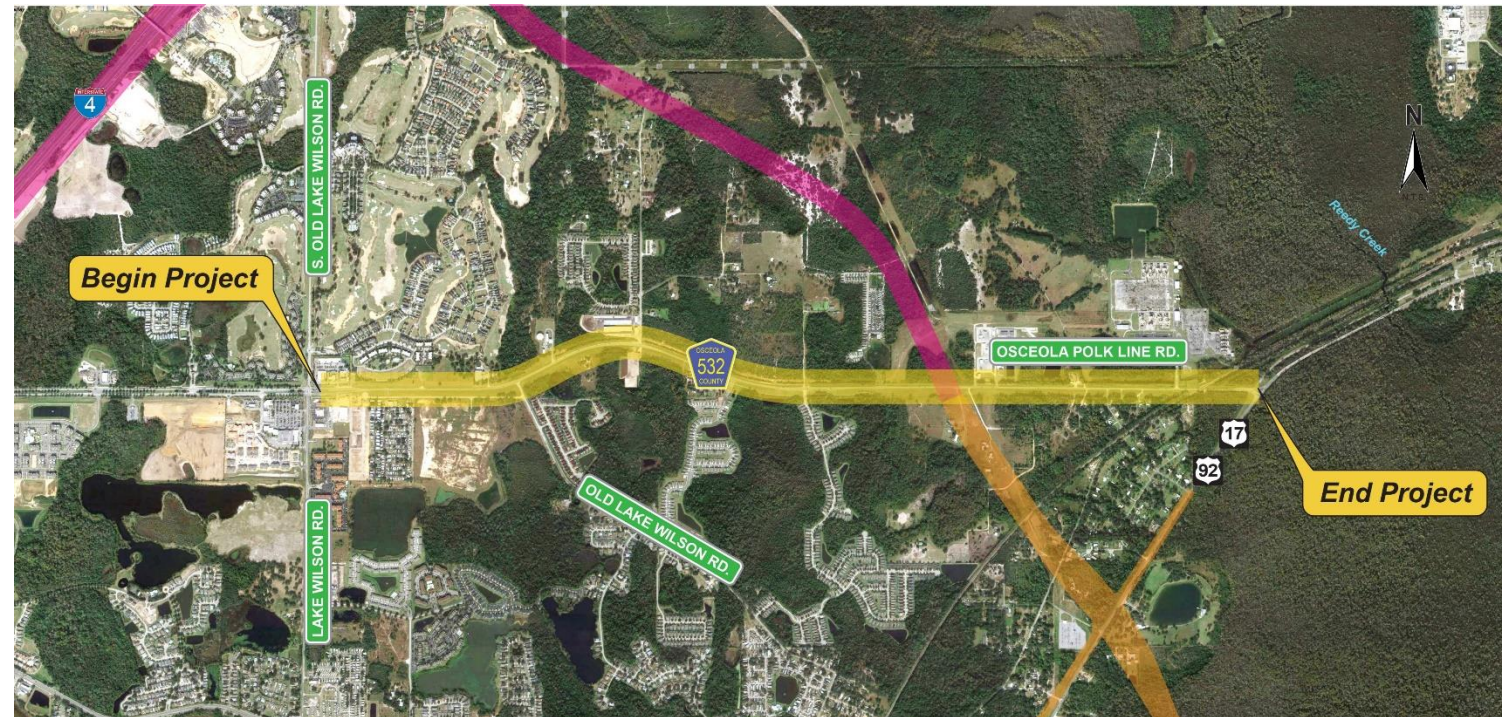 INTERSTATE
4
S. OLD LAKE WILSON RD.
N
Reedy Creek
Begin Project
OSCEOLA
532
COUNTY
OSCEOLA POLK LINE RD.
17
92
End Project
OLD LAKE WILSON RD.
LAKE WILSON RD.